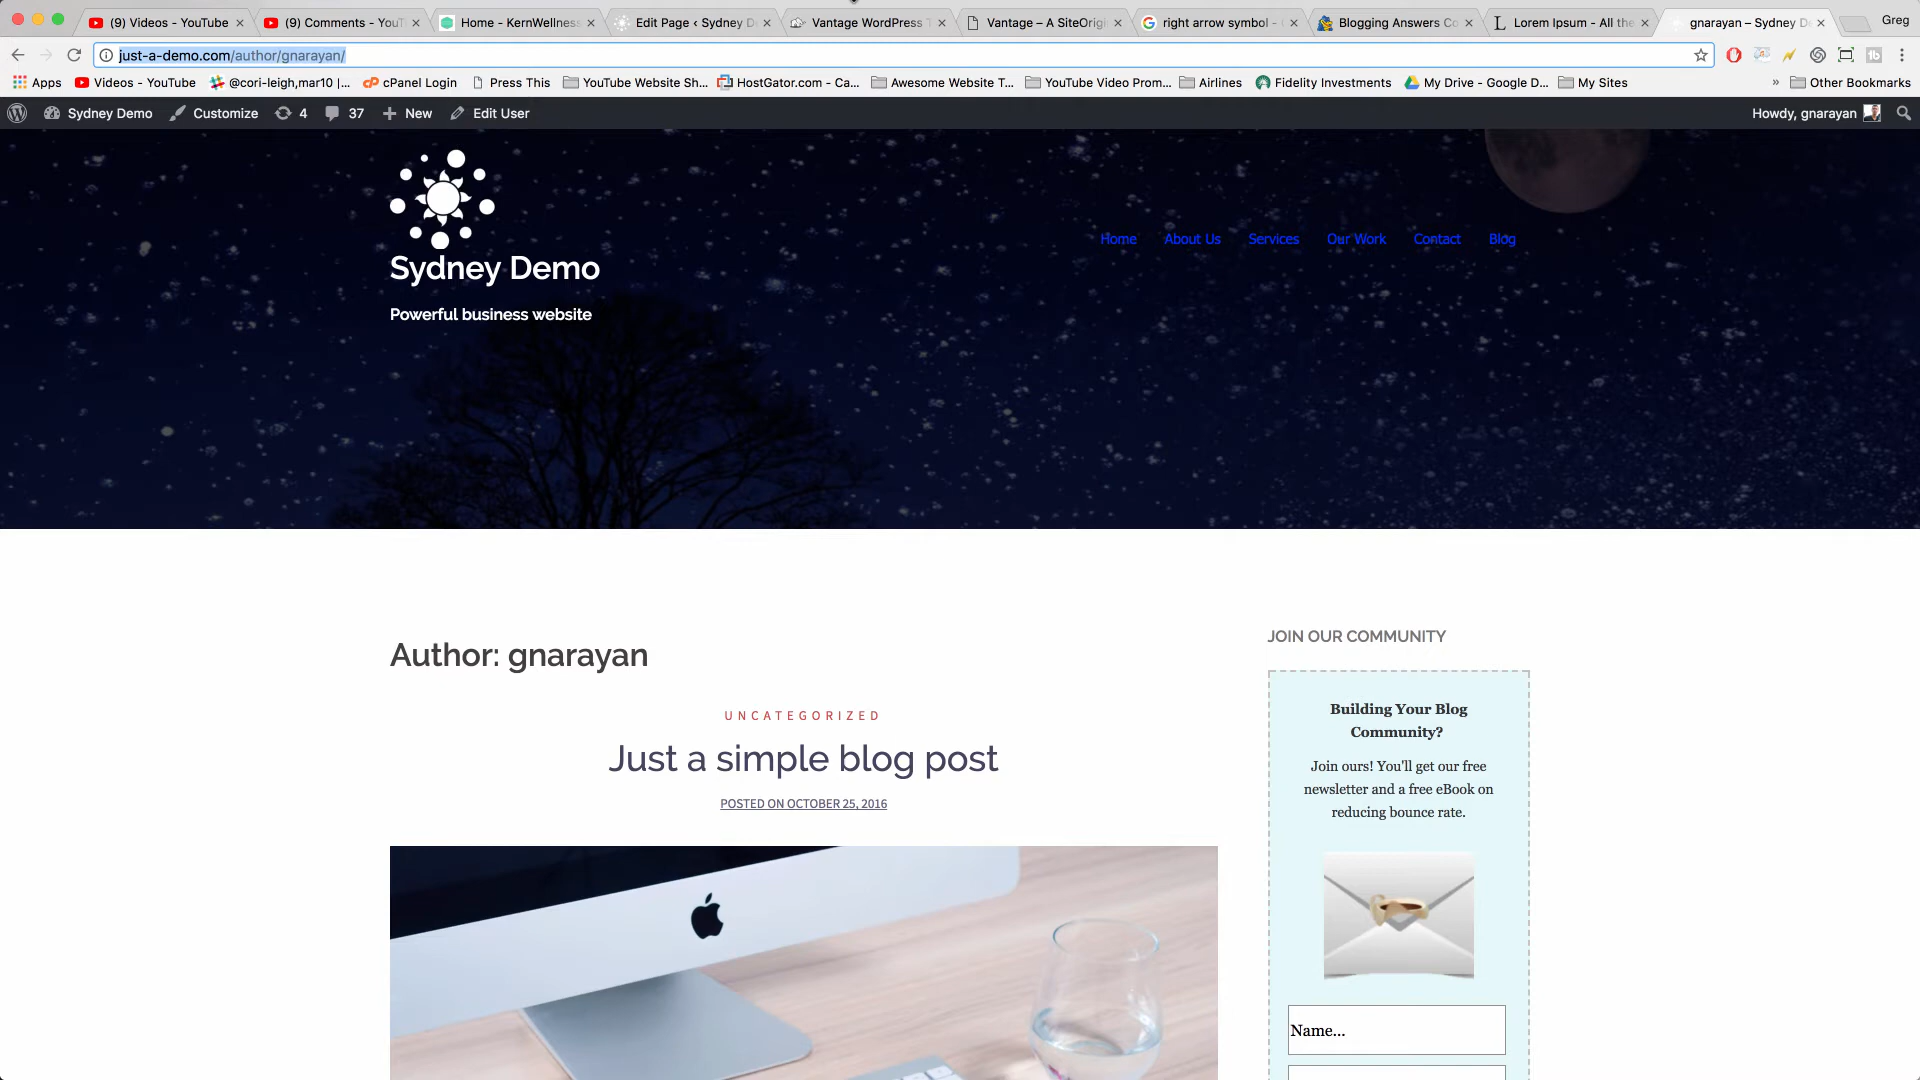 (9) Videos - YouTube
(9) Comments - YouT
Home - KernWellness
Edit Page ‹ Sydney D
Vantage WordPress T
Vantage – A SiteOrigi
right arrow symbol - G
Blogging Answers Co
Lorem Ipsum - All the
gnarayan – Sydney De
Greg
just-a-demo.com/author/gnarayan/
Apps
Videos - YouTube
@cori-leigh,mar10 |...
cPanel Login
Press This
YouTube Website Sh...
HostGator.com - Ca...
Awesome Website T...
YouTube Video Prom...
Airlines
Fidelity Investments
My Drive - Google D...
My Sites
»
Other Bookmarks
Sydney Demo
Customize
4
37
New
Edit User
Howdy, gnarayan
Sydney Demo
Powerful business website
Home
About Us
Services
Our Work
Contact
Blog
Author: gnarayan
UNCATEGORIZED
Just a simple blog post
POSTED ON OCTOBER 25, 2016
JOIN OUR COMMUNITY
Building Your Blog
Community?
Join ours! You'll get our free
newsletter and a free eBook on
reducing bounce rate.
Name...